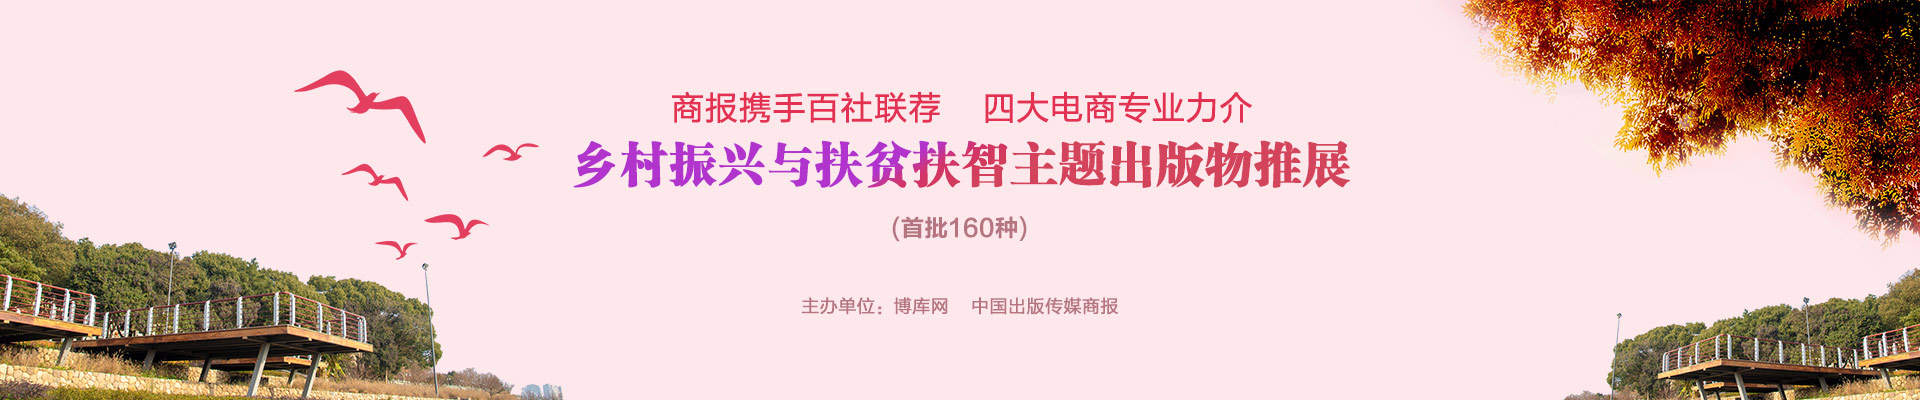 商报携手百社联荐 四大电商专业力介
乡村振兴与扶贫扶智主题出版物推展
(首批160种)
主办单位：博库网 中国出版传媒商报